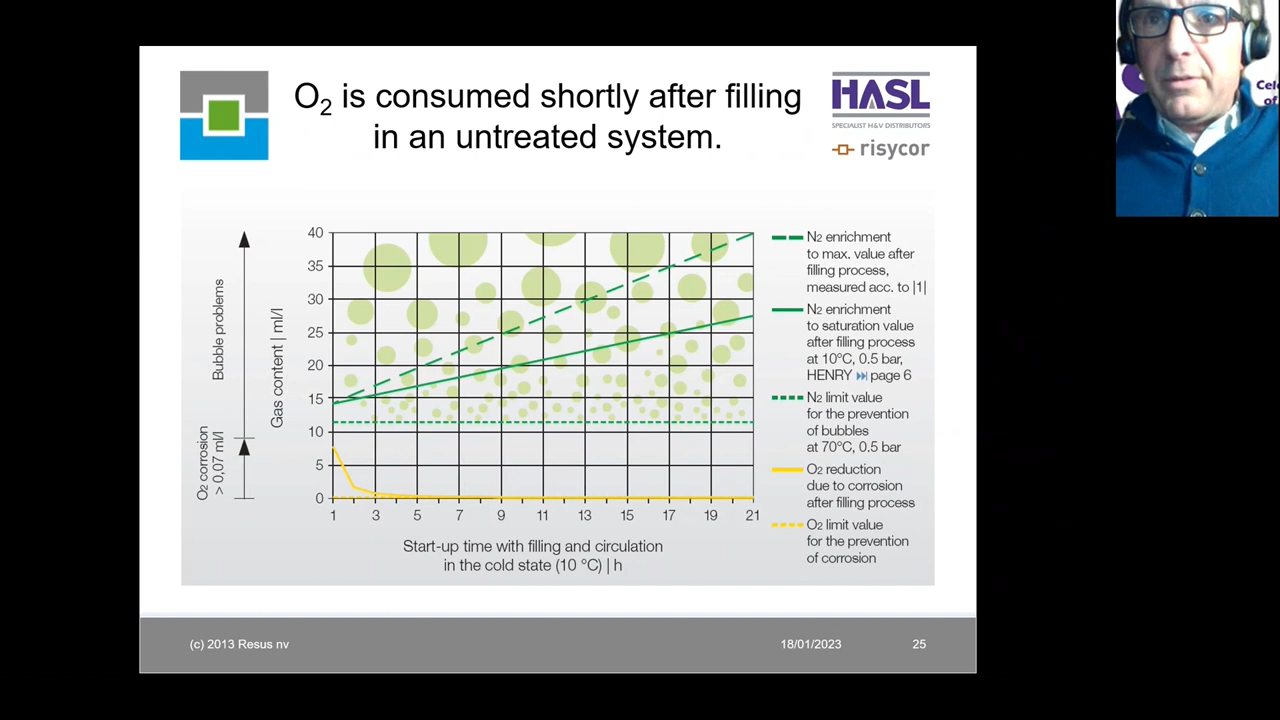 O2 is consumed shortly after filling
in an untreated system.
HASL
SPECIALIST H&V DISTRIBUTORS
risycor
Cele
of
Bubble problems
O2 corrosion
> 0,07 ml/l
Gas content | ml/l
40
35
30
25
20
15
10
5
0
1 3 5 7 9 11 13 15 17 19 21
Start-up time with filling and circulation
in the cold state (10 °C) | h
N2 enrichment
to max. value after
filling process,
measured acc. to |1|
N2 enrichment
to saturation value
after filling process
at 10°C, 0.5 bar,
HENRY ⏭ page 6
N2 limit value
for the prevention
of bubbles
at 70°C, 0.5 bar
O2 reduction
due to corrosion
after filling process
O2 limit value
for the prevention
of corrosion
(c) 2013 Resus nv
18/01/2023
25